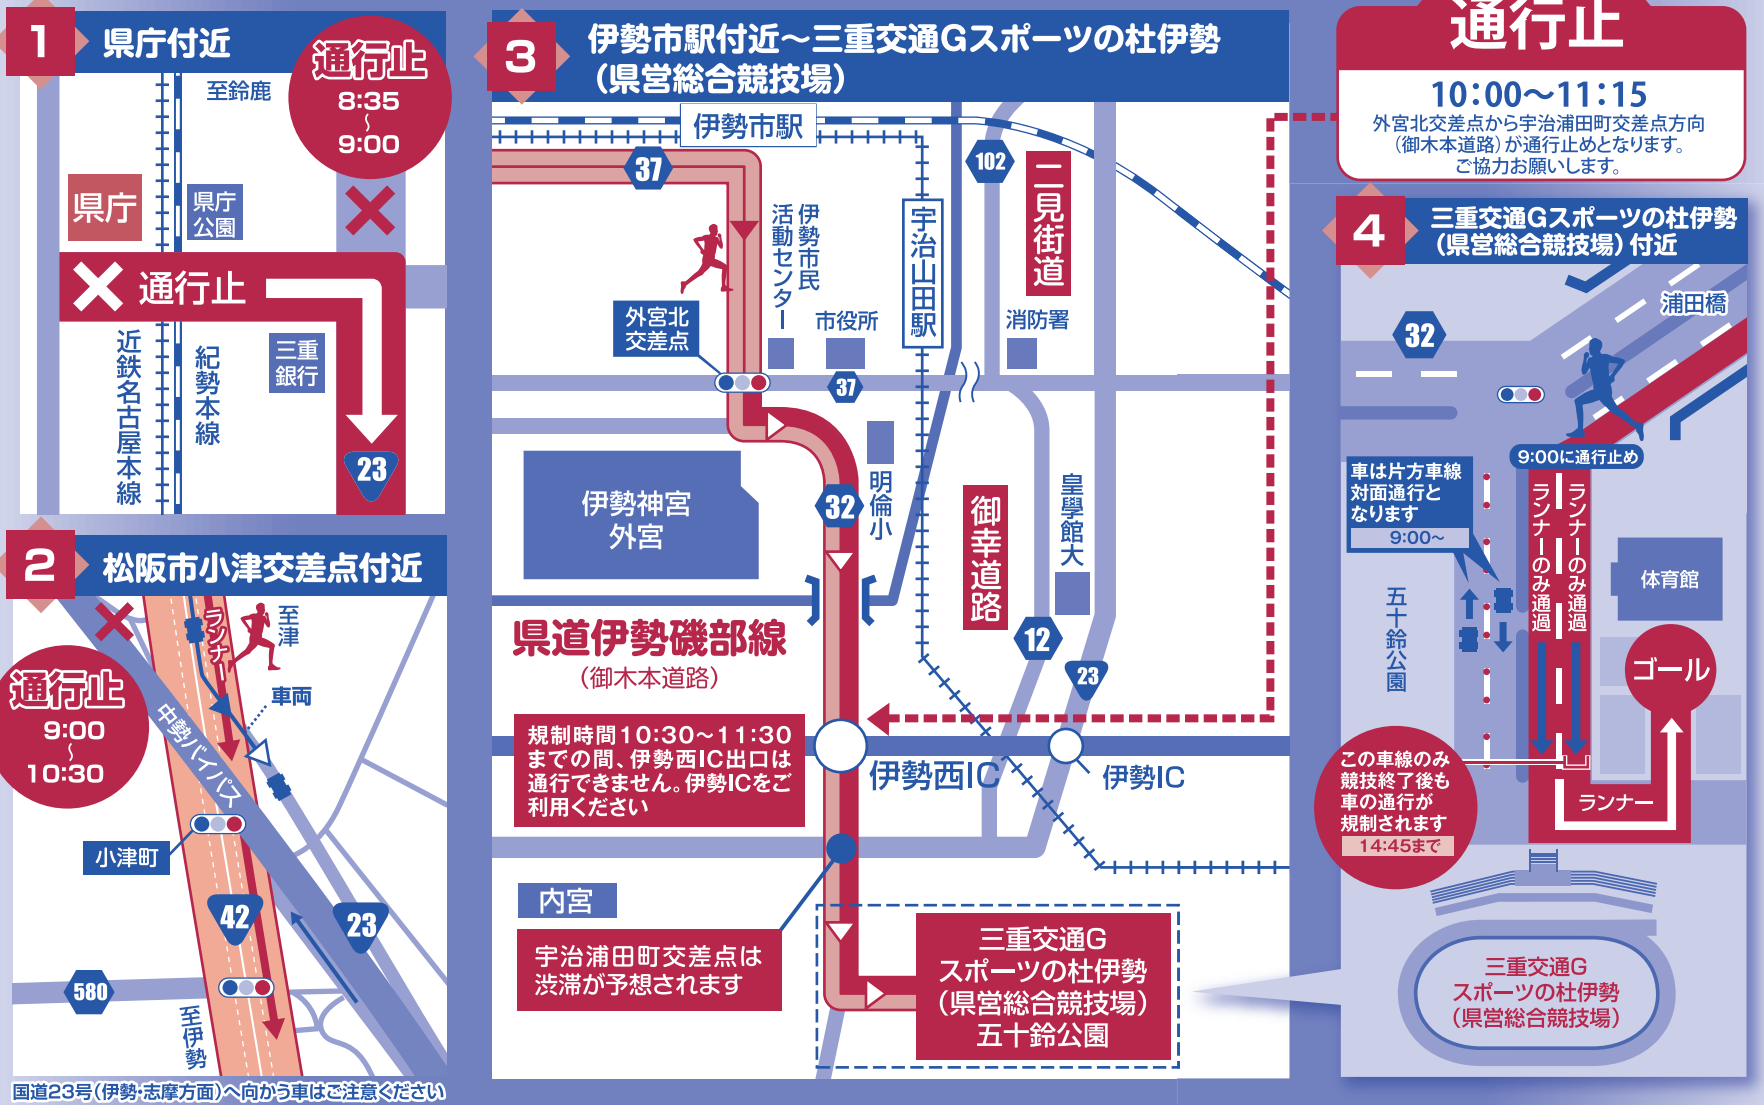 1
県庁付近
通行止
8:35
〜
9:00
至鈴鹿
県庁
県庁
公園
通行止
近鉄名古屋本線
紀勢本線
三重
銀行
23
2
松阪市小津交差点付近
通行止
9:00
〜
10:30
ランナー
至津
車両
中勢バイパス
小津町
42
23
580
至伊勢
国道23号(伊勢・志摩方面)へ向かう車はご注意ください
3
伊勢市駅付近〜三重交通Gスポーツの杜伊勢
(県営総合競技場)
伊勢市駅
37
102
二見街道
伊勢市民
活動センター
宇治山田駅
外宮北
交差点
市役所
消防署
37
伊勢神宮
外宮
32
明倫小
御幸道路
皇學館大
12
23
県道伊勢磯部線
(御木本道路)
規制時間10:30〜11:30
までの間、伊勢西IC出口は
通行できません。伊勢ICをご
利用ください
伊勢西IC
伊勢IC
内宮
宇治浦田町交差点は
渋滞が予想されます
三重交通G
スポーツの杜伊勢
(県営総合競技場)
五十鈴公園
通行止
10:00〜11:15
外宮北交差点から宇治浦田町交差点方向
(御木本道路)が通行止めとなります。
ご協力お願いします。
4
三重交通Gスポーツの杜伊勢
(県営総合競技場)付近
浦田橋
32
9:00に通行止め
車は片方車線
対面通行と
なります
9:00〜
ランナーのみ通過
ランナーのみ通過
体育館
五十鈴公園
ゴール
この車線のみ
競技終了後も
車の通行が
規制されます
14:45まで
ランナー
三重交通G
スポーツの杜伊勢
(県営総合競技場)